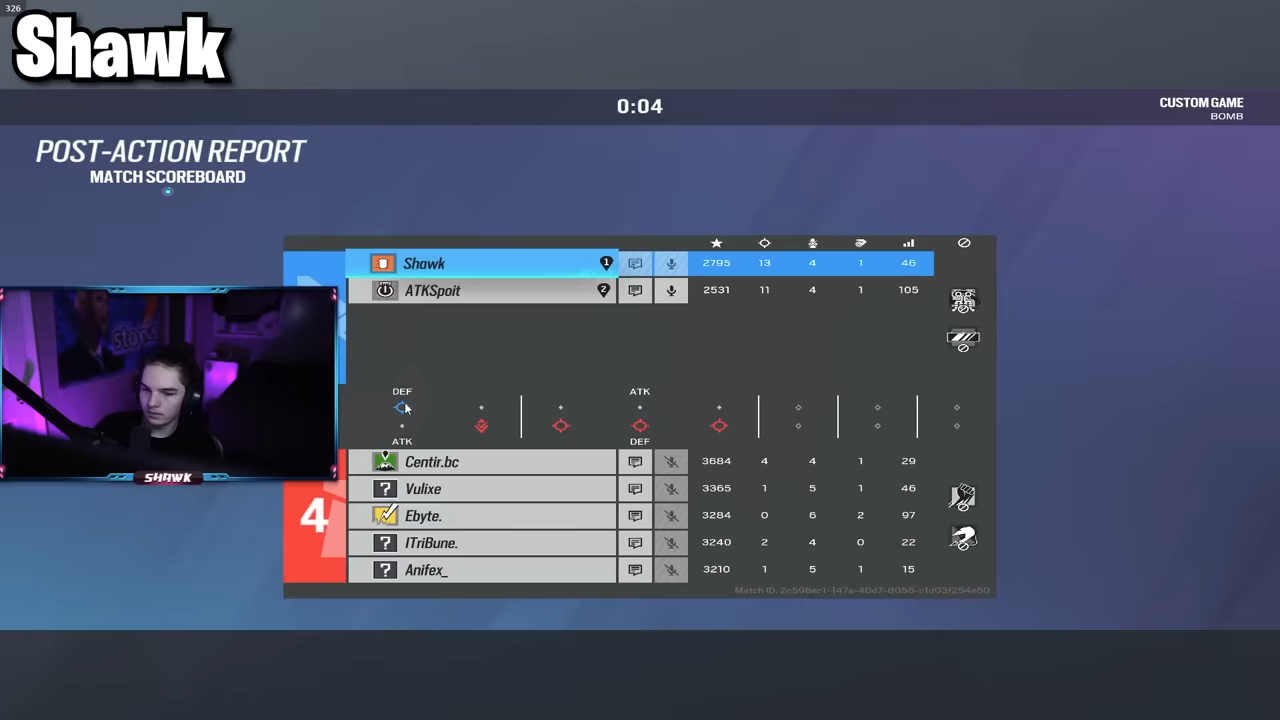 326
Shawk
0:04
CUSTOM GAME
BOMB
POST-ACTION REPORT
MATCH SCOREBOARD
Shawk 1 2795 13 4 1 46
ATKSpoit 2 2531 11 4 1 105
DEF ATK
ATK DEF
4
Centir.bc 3684 4 4 1 29
? Vulixe 3365 1 5 1 46
Ebyte. 3284 0 6 2 97
? ITriBune. 3240 2 4 0 22
? Anifex_ 3210 1 5 1 15
Match ID:
SHAWK